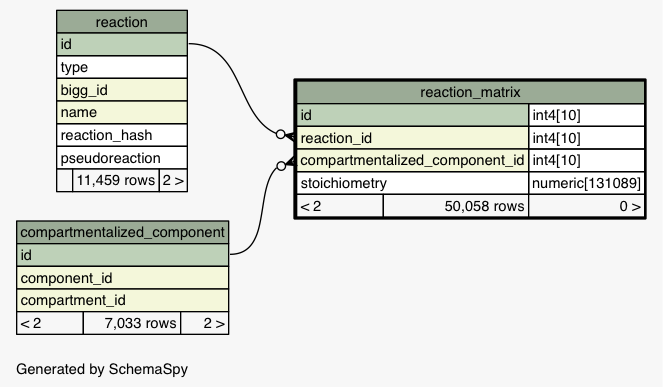 reaction
id
type
bigg_id
name
reaction_hash
pseudoreaction
11,459 rows 2 >
reaction_matrix
id int4[10]
reaction_id int4[10]
compartmentalized_component_id int4[10]
stoichiometry numeric[131089]
< 2 50,058 rows 0 >
compartmentalized_component
id
component_id
compartment_id
< 2 7,033 rows 2 >
Generated by SchemaSpy